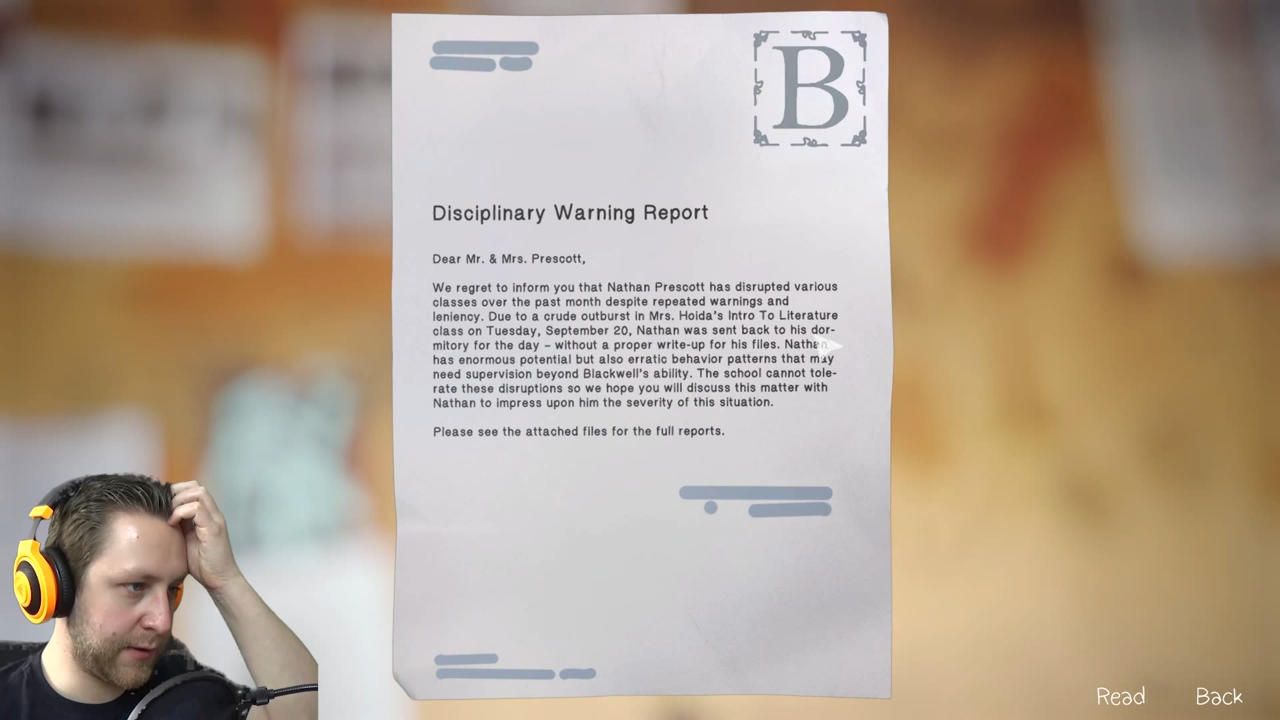 B
Disciplinary Warning Report
Dear Mr. & Mrs. Prescott,
We regret to inform you that Nathan Prescott has disrupted various
classes over the past month despite repeated warnings and
leniency. Due to a crude outburst in Mrs. Hoida's Intro To Literature
class on Tuesday, September 20, Nathan was sent back to his dor-
mitory for the day – without a proper write-up for his files. Nathan
has enormous potential but also erratic behavior patterns that may
need supervision beyond Blackwell's ability. The school cannot tole-
rate these disruptions so we hope you will discuss this matter with
Nathan to impress upon him the severity of this situation.
Please see the attached files for the full reports.
Read Back